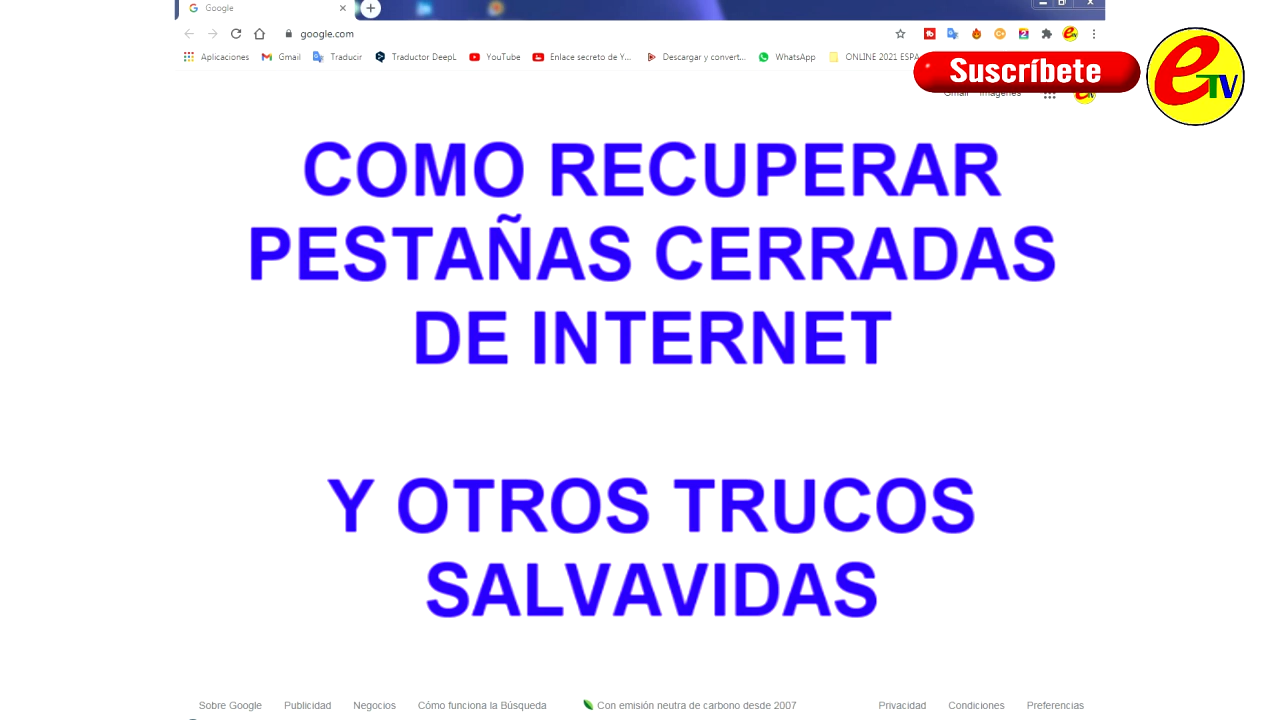 Google
google.com
Aplicaciones Gmail Traducir Traductor DeepL YouTube Enlace secreto de Y... Descargar y convert... WhatsApp ONLINE 2021 ESPA
Suscríbete
eTV
Gmail Imágenes
COMO RECUPERAR
PESTAÑAS CERRADAS
DE INTERNET
Y OTROS TRUCOS
SALVAVIDAS
Sobre Google Publicidad Negocios Cómo funciona la Búsqueda Con emisión neutra de carbono desde 2007 Privacidad Condiciones Preferencias